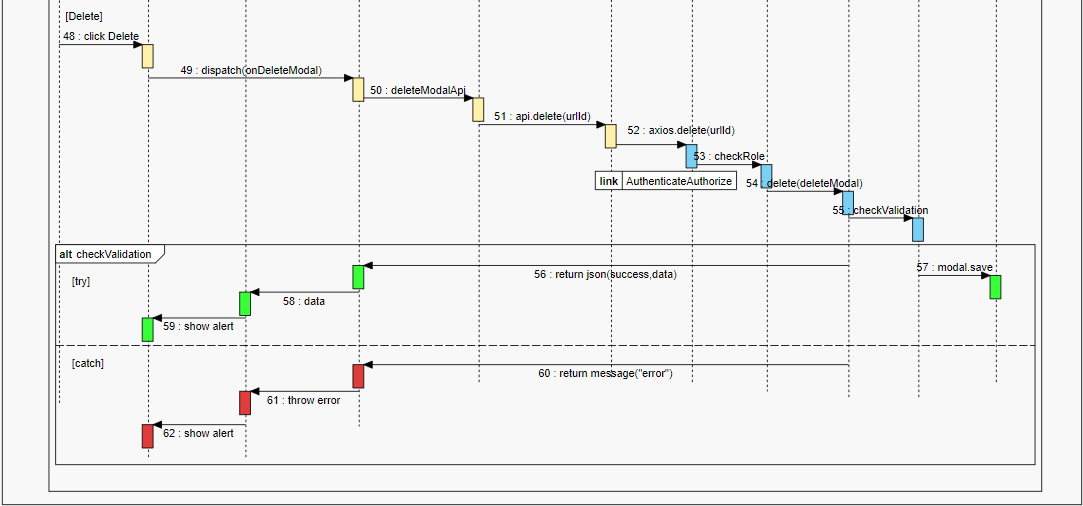 [Delete]
48 : click Delete
49 : dispatch(onDeleteModal)
50 : deleteModalApi
51 : api.delete(urlId)
52 : axios.delete(urlId)
53 : checkRole
link AuthenticateAuthorize
54 : delete(deleteModal)
55 : checkValidation
alt checkValidation
[try]
56 : return json(success,data)
57 : modal.save
58 : data
59 : show alert
[catch]
60 : return message("error")
61 : throw error
62 : show alert